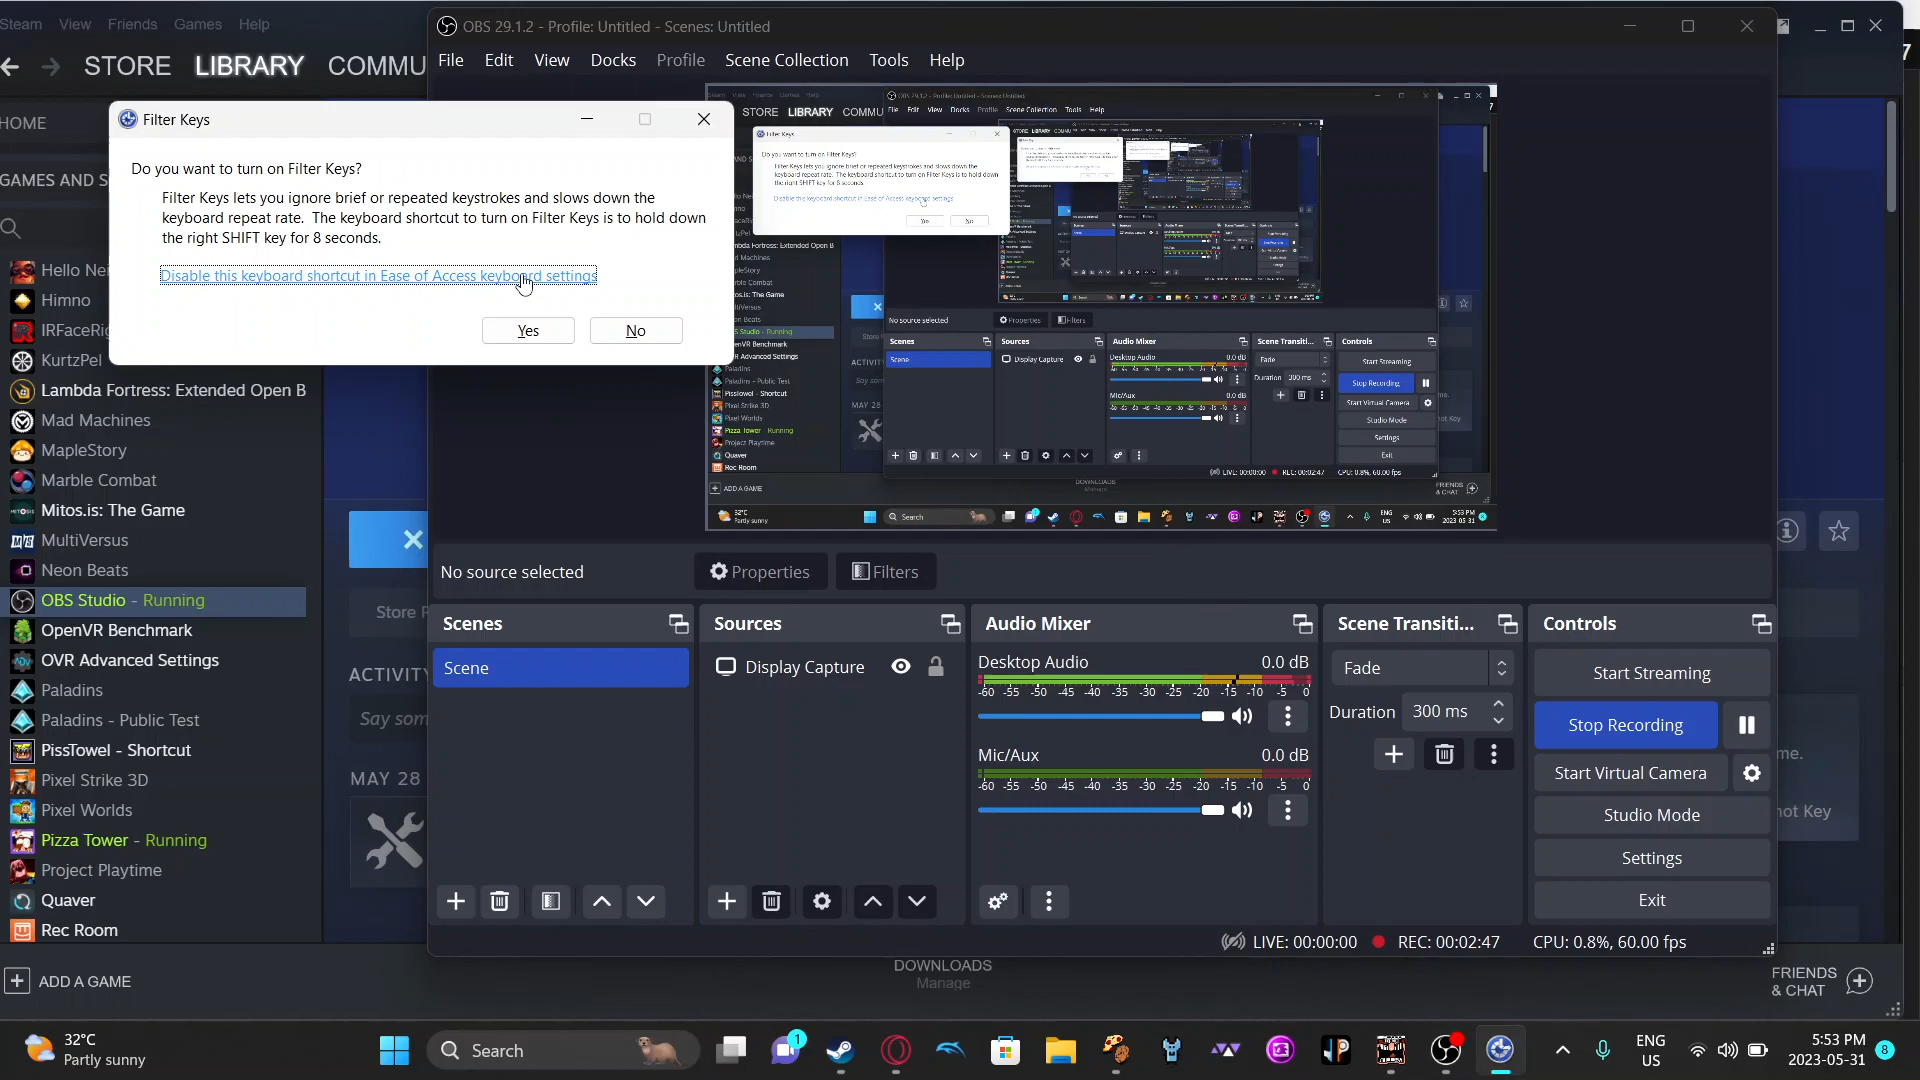 Steam View Friends Games Help
STORE LIBRARY COMMU
HOME
GAMES AND S
Hello Nei
Himno
IRFaceRig
KurtzPel
Lambda Fortress: Extended Open B
Mad Machines
MapleStory
Marble Combat
Mitos.is: The Game
MultiVersus
Neon Beats
OBS Studio - Running
OpenVR Benchmark
OVR Advanced Settings
Paladins
Paladins - Public Test
PissTowel - Shortcut
Pixel Strike 3D
Pixel Worlds
Pizza Tower - Running
Project Playtime
Quaver
Rec Room
ADD A GAME
Store P
ACTIVITY
Say som
MAY 28
Filter Keys
Do you want to turn on Filter Keys?
Filter Keys lets you ignore brief or repeated keystrokes and slows down the
keyboard repeat rate. The keyboard shortcut to turn on Filter Keys is to hold down
the right SHIFT key for 8 seconds.
Disable this keyboard shortcut in Ease of Access keyboard settings
Yes No
OBS 29.1.2 - Profile: Untitled - Scenes: Untitled
File Edit View Docks Profile Scene Collection Tools Help
No source selected Properties Filters
Scenes
Scene
Sources
Display Capture
Audio Mixer
Desktop Audio 0.0 dB
-60 -55 -50 -45 -40 -35 -30 -25 -20 -15 -10 -5 0
Mic/Aux 0.0 dB
-60 -55 -50 -45 -40 -35 -30 -25 -20 -15 -10 -5 0
Scene Transiti...
Fade
Duration 300 ms
Controls
Start Streaming
Stop Recording
Start Virtual Camera
Studio Mode
Settings
Exit
LIVE: 00:00:00 REC: 00:02:47 CPU: 0.8%, 60.00 fps
me.
not Key
DOWNLOADS
Manage
FRIENDS
& CHAT
32°C
Partly sunny
Search
1
ENG
US
5:53 PM
2023-05-31
8